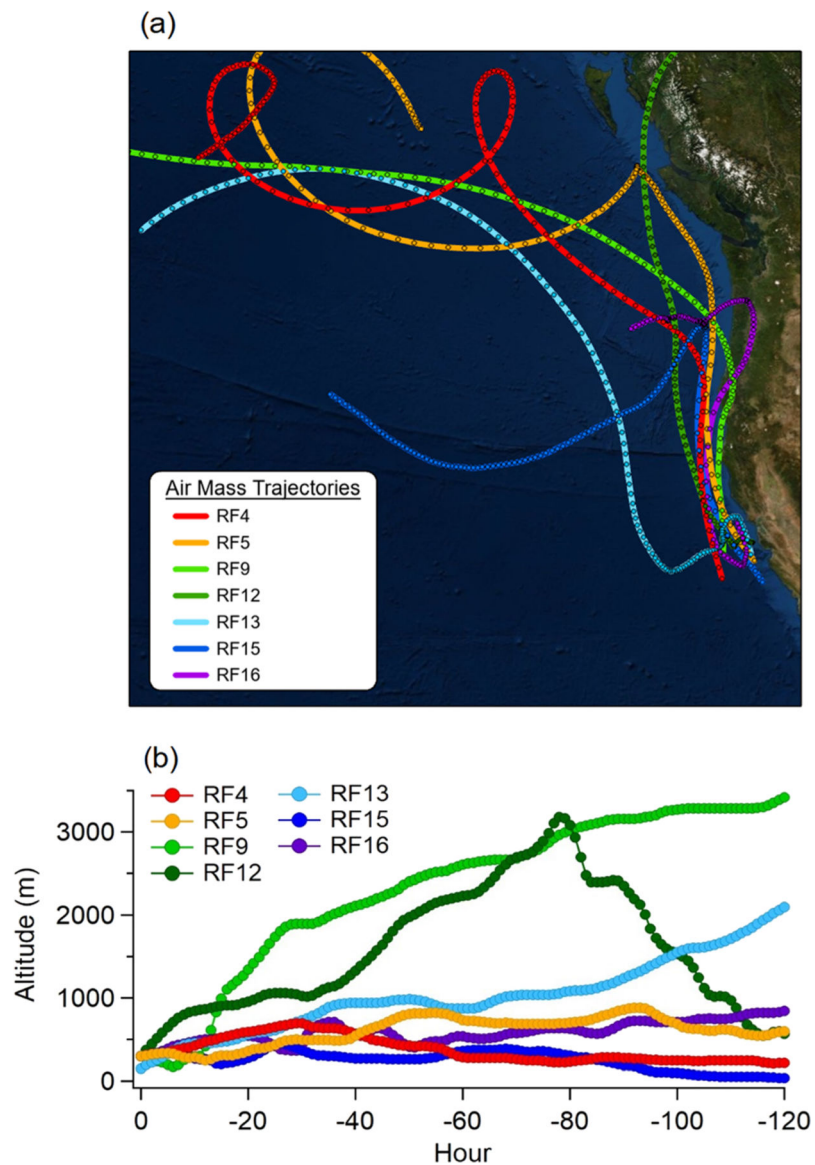 (a)
Air Mass Trajectories
RF4
RF5
RF9
RF12
RF13
RF15
RF16
(b)
RF4 RF13
RF5 RF15
RF9 RF16
RF12
3000
2000
1000
0
Altitude (m)
0 -20 -40 -60 -80 -100 -120
Hour